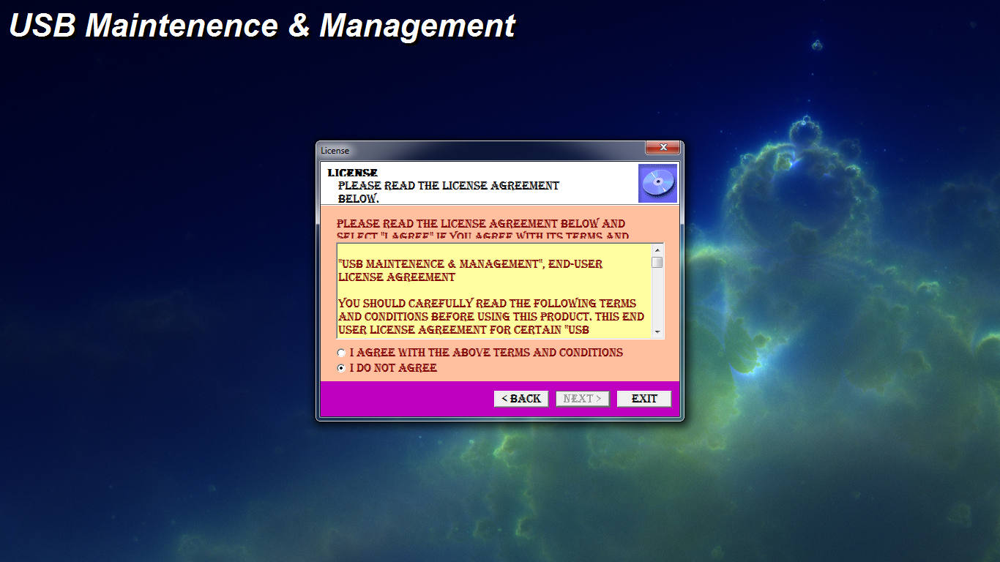 USB Maintenence & Management
License
LICENSE
PLEASE READ THE LICENSE AGREEMENT
BELOW.
PLEASE READ THE LICENSE AGREEMENT BELOW AND
SELECT "I AGREE" IF YOU AGREE WITH ITS TERMS AND
"USB MAINTENENCE & MANAGEMENT", END-USER
LICENSE AGREEMENT
YOU SHOULD CAREFULLY READ THE FOLLOWING TERMS
AND CONDITIONS BEFORE USING THIS PRODUCT. THIS END
USER LICENSE AGREEMENT FOR CERTAIN "USB
I AGREE WITH THE ABOVE TERMS AND CONDITIONS
I DO NOT AGREE
< BACK NEXT > EXIT